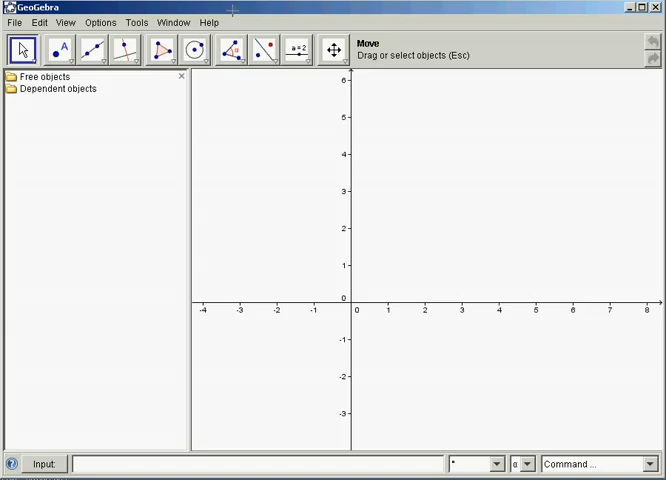 GeoGebra
File Edit View Options Tools Window Help
A
α
a=2
Move
Drag or select objects (Esc)
Free objects
Dependent objects
6
5
4
3
2
1
0
-4 -3 -2 -1 0 1 2 3 4 5 6 7 8
-1
-2
-3
Input:
α
Command ...